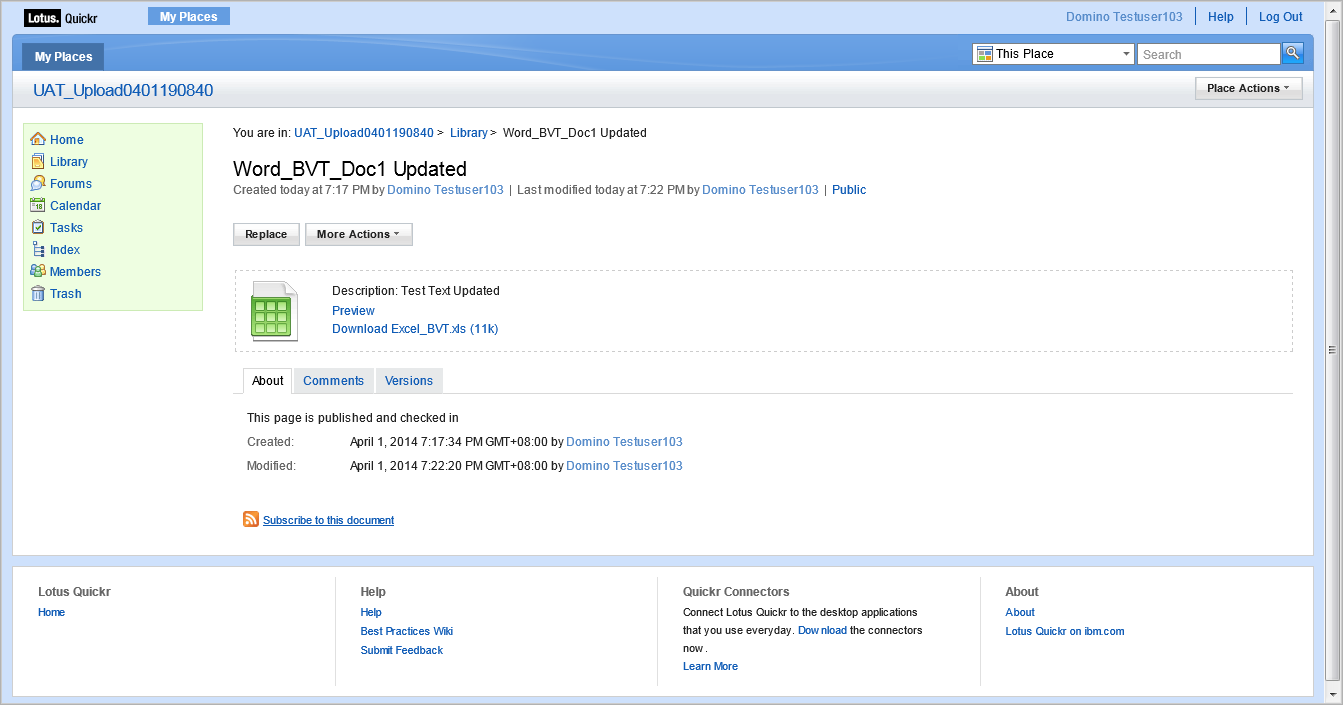 Lotus. Quickr My Places Domino Testuser103 Help Log Out
My Places This Place Search
UAT_Upload0401190840 Place Actions
Home
Library
Forums
Calendar
Tasks
Index
Members
Trash
You are in: UAT_Upload0401190840 > Library > Word_BVT_Doc1 Updated
Word_BVT_Doc1 Updated
Created today at 7:17 PM by Domino Testuser103 | Last modified today at 7:22 PM by Domino Testuser103 | Public
Replace More Actions
Description: Test Text Updated
Preview
Download Excel_BVT.xls (11k)
About Comments Versions
This page is published and checked in
Created: April 1, 2014 7:17:34 PM GMT+08:00 by Domino Testuser103
Modified: April 1, 2014 7:22:20 PM GMT+08:00 by Domino Testuser103
Subscribe to this document
Lotus Quickr
Home
Help
Help
Best Practices Wiki
Submit Feedback
Quickr Connectors
Connect Lotus Quickr to the desktop applications
that you use everyday. Download the connectors
now .
Learn More
About
About
Lotus Quickr on ibm.com